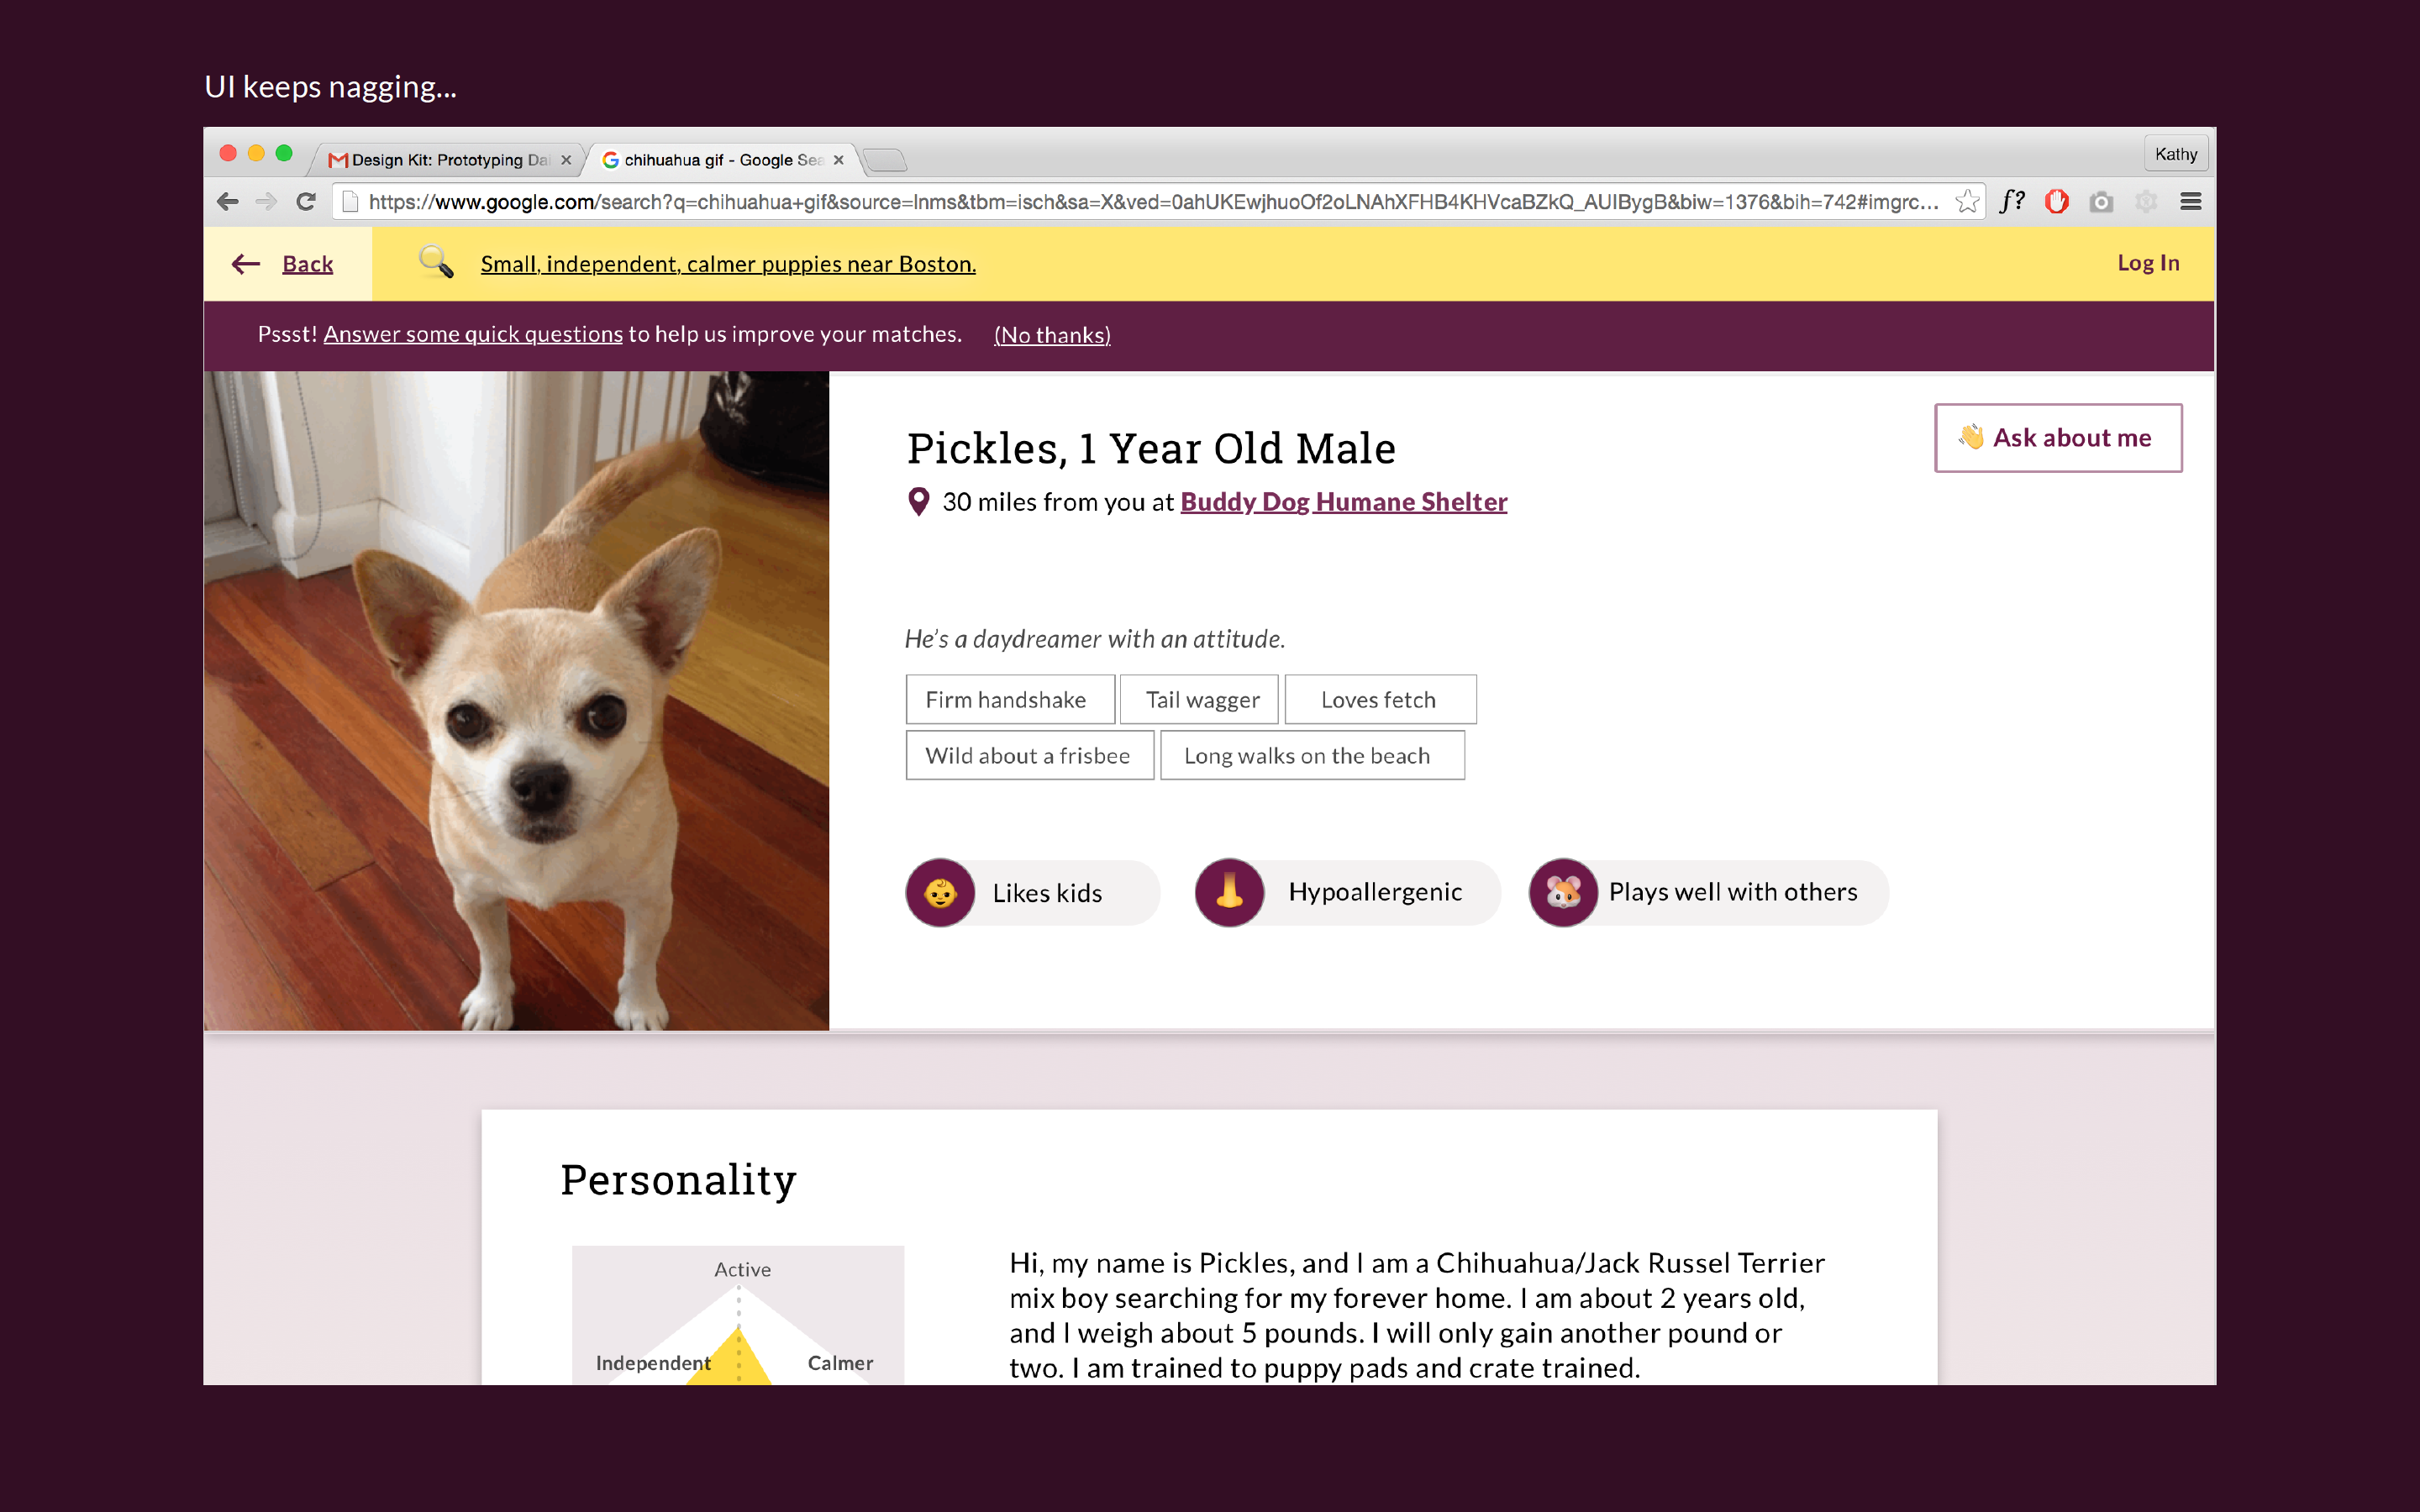 UI keeps nagging...
Design Kit: Prototyping Dai
chihuahua gif - Google Sea
Kathy
https://www.google.com/search?q=chihuahua+gif&source=lnms&tbm=isch&sa=X&ved=0ahUKEwjhuoOf2oLNAhXFHB4KHVcaBZkQ_AUIBygB&biw=1376&bih=742#imgrc...
f?
Back
Small, independent, calmer puppies near Boston.
Log In
Pssst! Answer some quick questions to help us improve your matches. (No thanks)
Pickles, 1 Year Old Male
Ask about me
30 miles from you at Buddy Dog Humane Shelter
He's a daydreamer with an attitude.
Firm handshake
Tail wagger
Loves fetch
Wild about a frisbee
Long walks on the beach
Likes kids
Hypoallergenic
Plays well with others
Personality
Active
Independent
Calmer
Hi, my name is Pickles, and I am a Chihuahua/Jack Russel Terrier
mix boy searching for my forever home. I am about 2 years old,
and I weigh about 5 pounds. I will only gain another pound or
two. I am trained to puppy pads and crate trained.